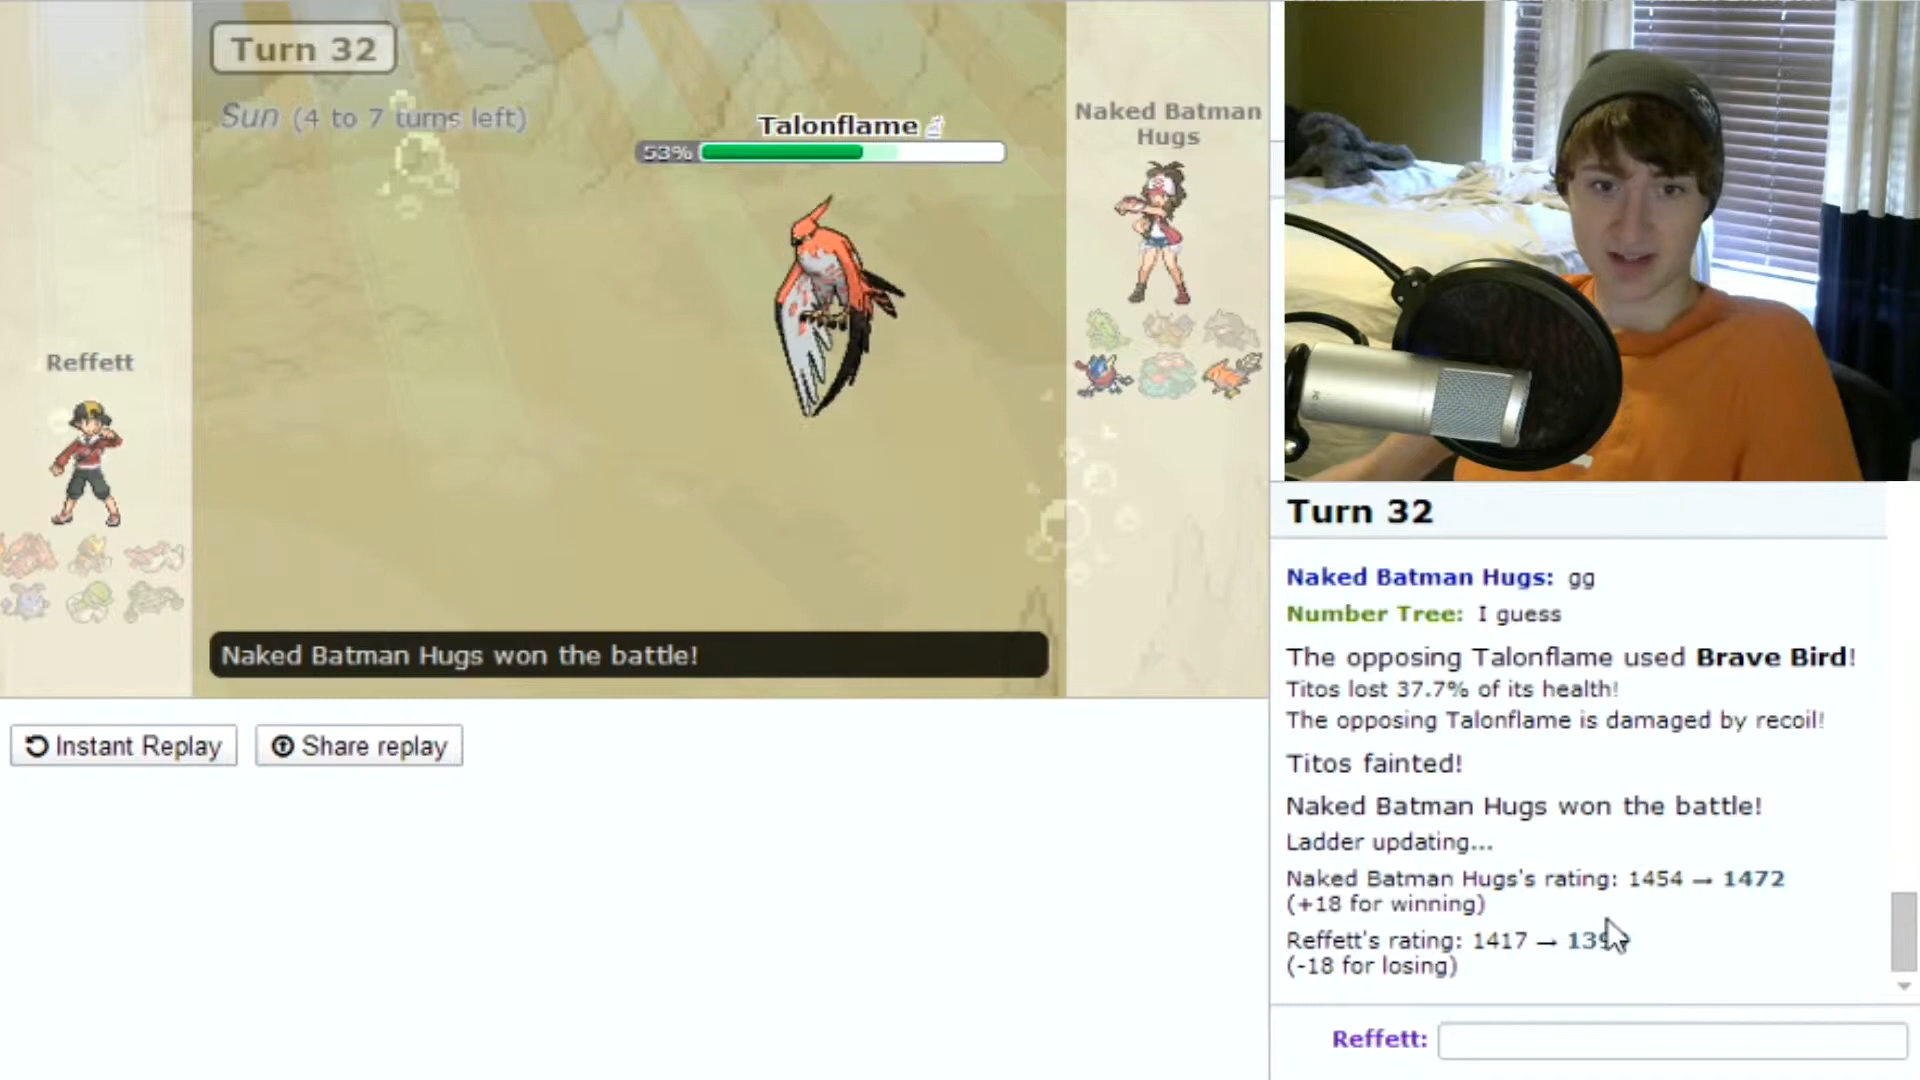 Turn 32
Sun (4 to 7 turns left)
Talonflame
53%
Naked Batman
Hugs
Reffett
Naked Batman Hugs won the battle!
Instant Replay
Share replay
Turn 32
Naked Batman Hugs: gg
Number Tree: I guess
The opposing Talonflame used Brave Bird!
Titos lost 37.7% of its health!
The opposing Talonflame is damaged by recoil!
Titos fainted!
Naked Batman Hugs won the battle!
Ladder updating...
Naked Batman Hugs's rating: 1454 → 1472
(+18 for winning)
Reffett's rating: 1417 →
(-18 for losing)
Reffett: